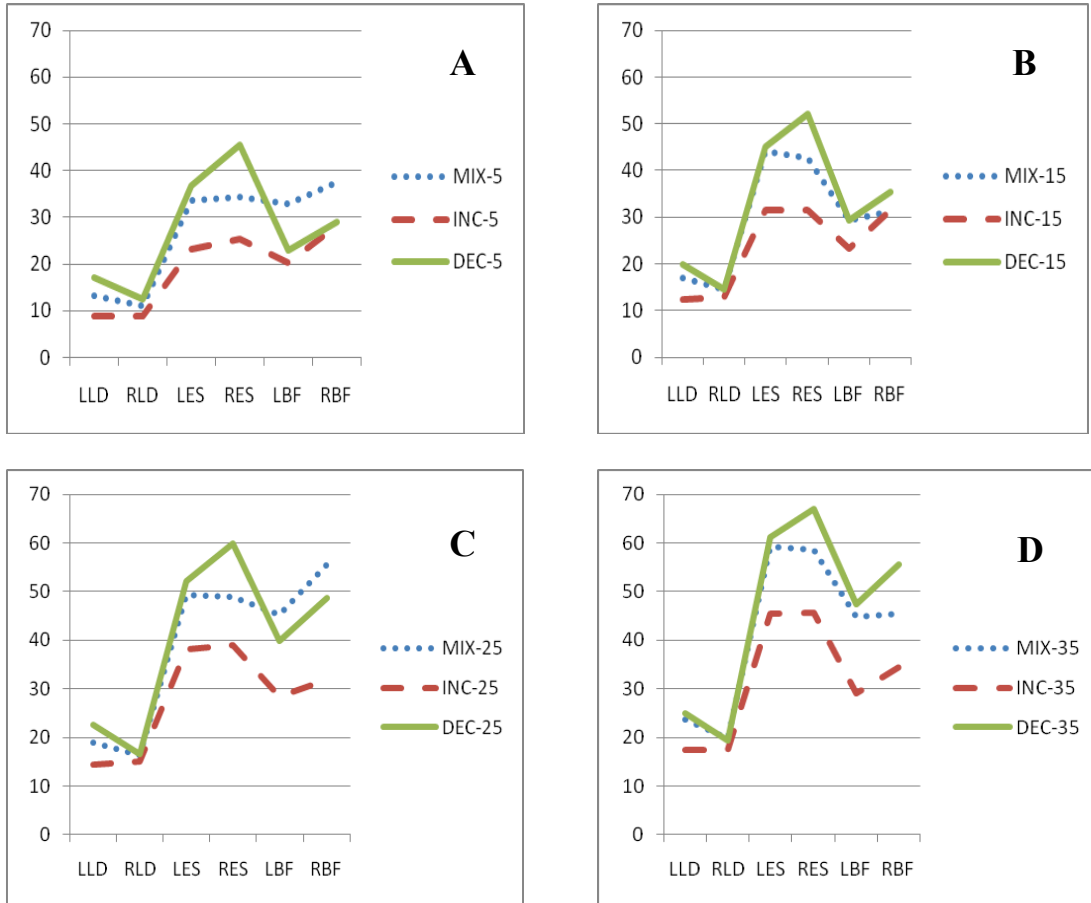 A
70
60
50
40
30
20
10
0
LLD RLD LES RES LBF RBF
MIX-5
INC-5
DEC-5
B
70
60
50
40
30
20
10
0
LLD RLD LES RES LBF RBF
MIX-15
INC-15
DEC-15
C
70
60
50
40
30
20
10
0
LLD RLD LES RES LBF RBF
MIX-25
INC-25
DEC-25
D
70
60
50
40
30
20
10
0
LLD RLD LES RES LBF RBF
MIX-35
INC-35
DEC-35